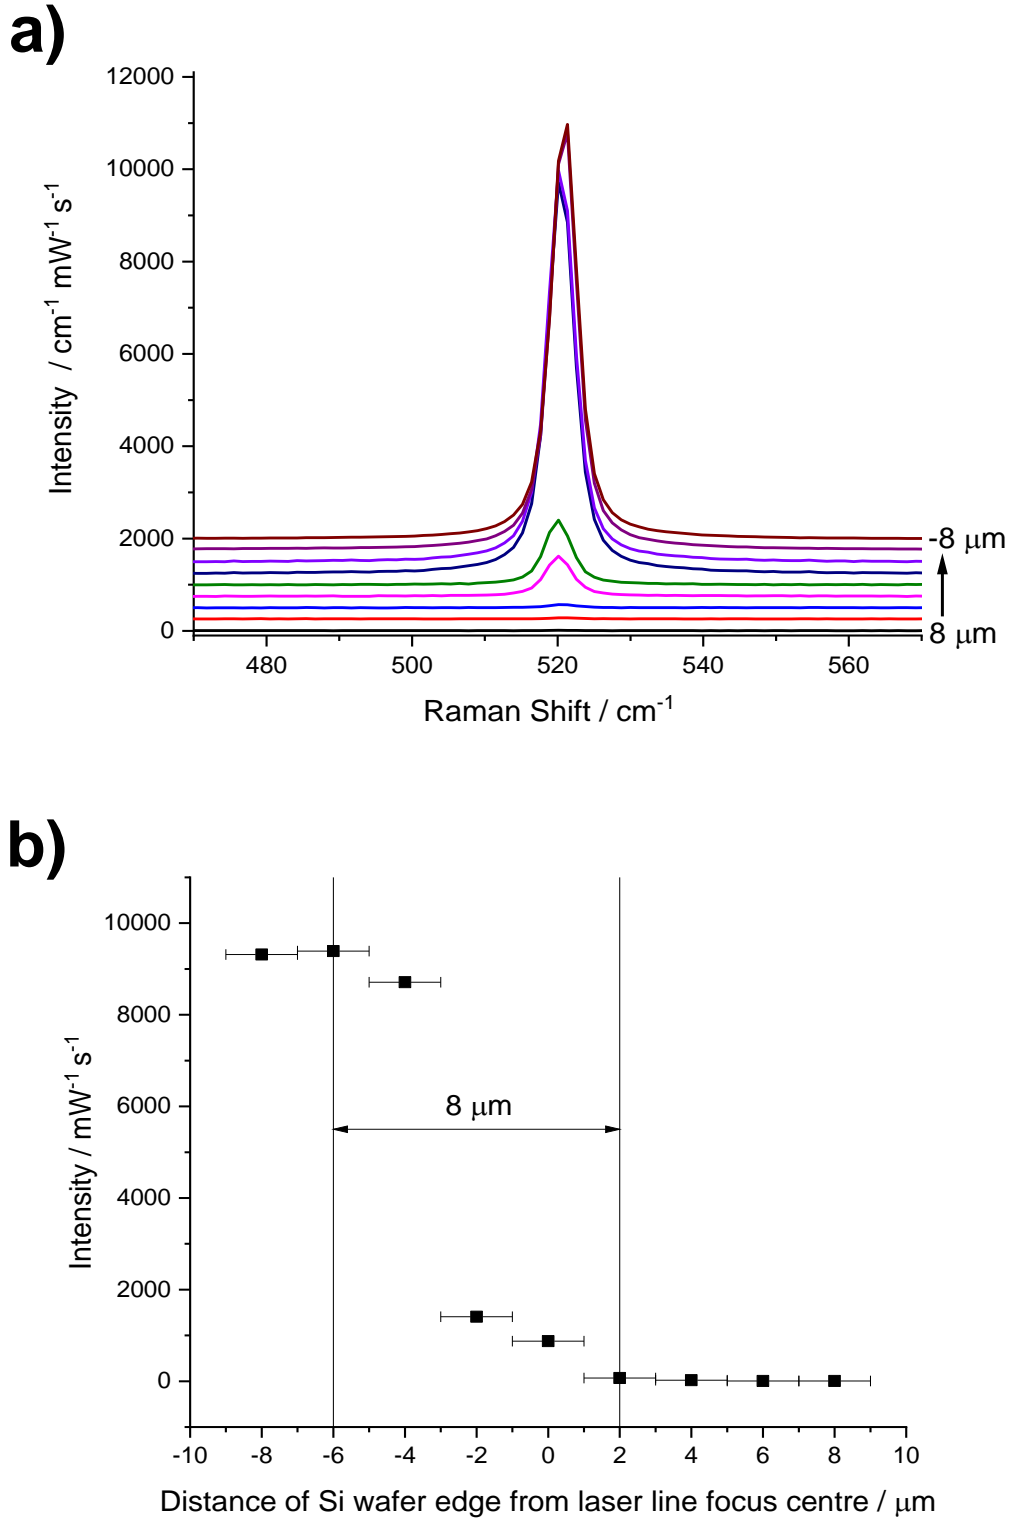 a)
12000
10000
8000
6000
4000
2000
0
Intensity / cm⁻¹ mW⁻¹ s⁻¹
-8 μm
8 μm
480 500 520 540 560
Raman Shift / cm⁻¹
b)
10000
8000
6000
4000
2000
0
Intensity / mW⁻¹ s⁻¹
8 μm
-10 -8 -6 -4 -2 0 2 4 6 8 10
Distance of Si wafer edge from laser line focus centre / μm